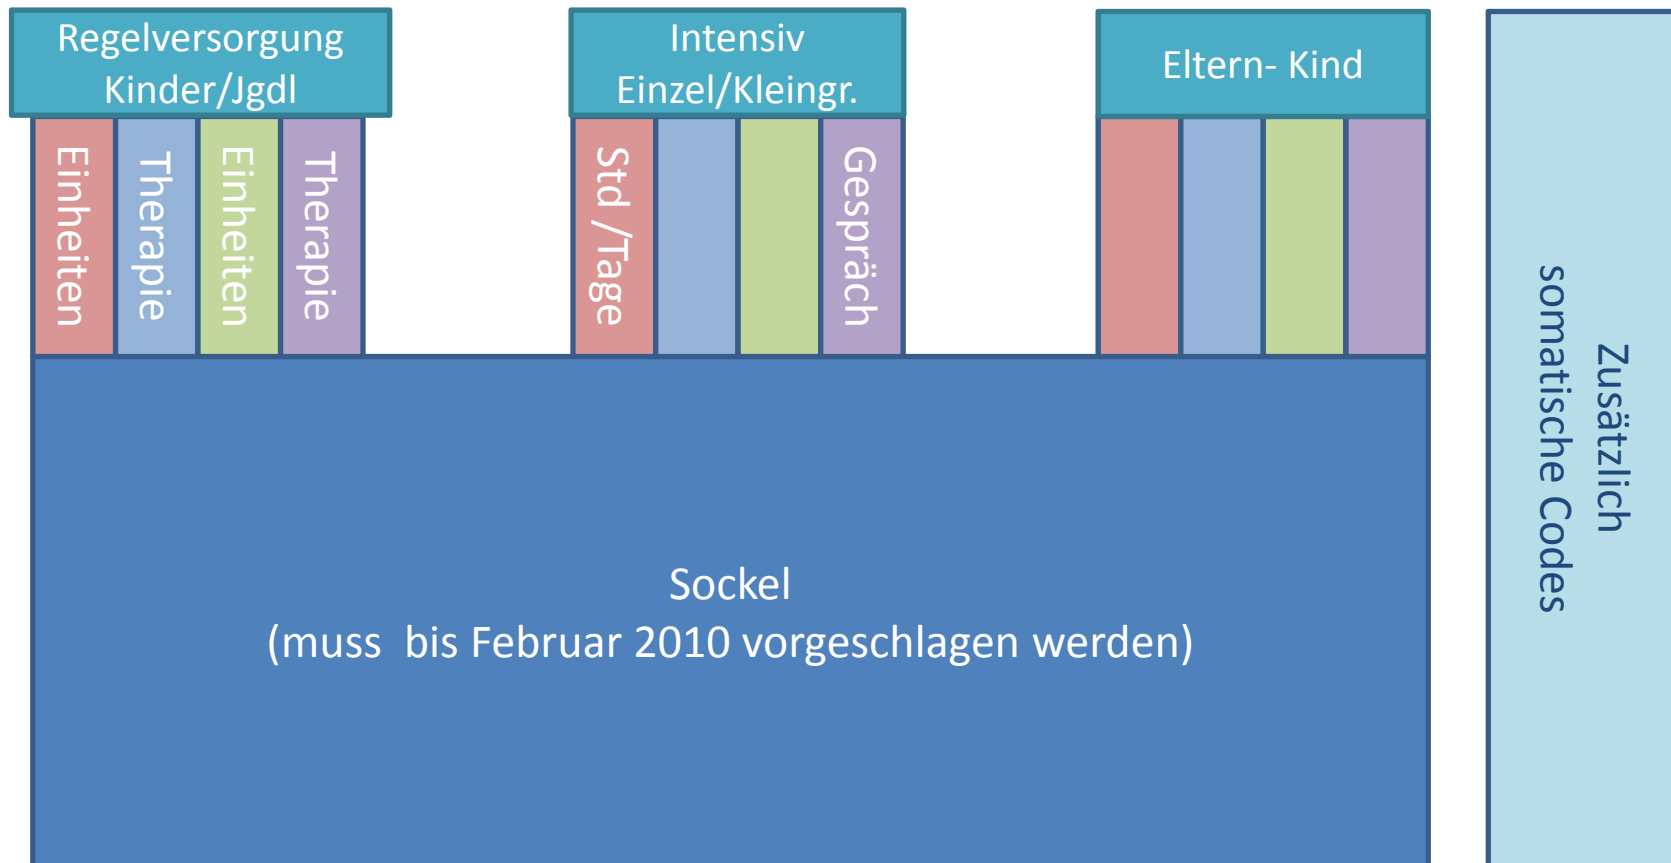 Regelversorgung
Kinder/Jgdl
Intensiv
Einzel/Kleingr.
Eltern- Kind
Einheiten
Therapie
Einheiten
Therapie
Std /Tage
Gespräch
Sockel
(muss  bis Februar 2010 vorgeschlagen werden)
Zusätzlich
somatische Codes